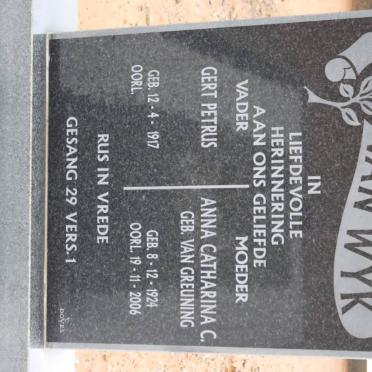 VAN WYK
IN
LIEFDEVOLLE
HERINNERING
AAN ONS GELIEFDE
VADER
GERT PETRUS
GEB. 12 · 4 · 1917
OORL.
MOEDER
ANNA CATHARINA C.
GEB. VAN GREUNING
GEB. 8 · 12 · 1924
OORL. 19 · 11 · 2006
RUS IN VREDE
GESANG 29 VERS. 1
DOVES